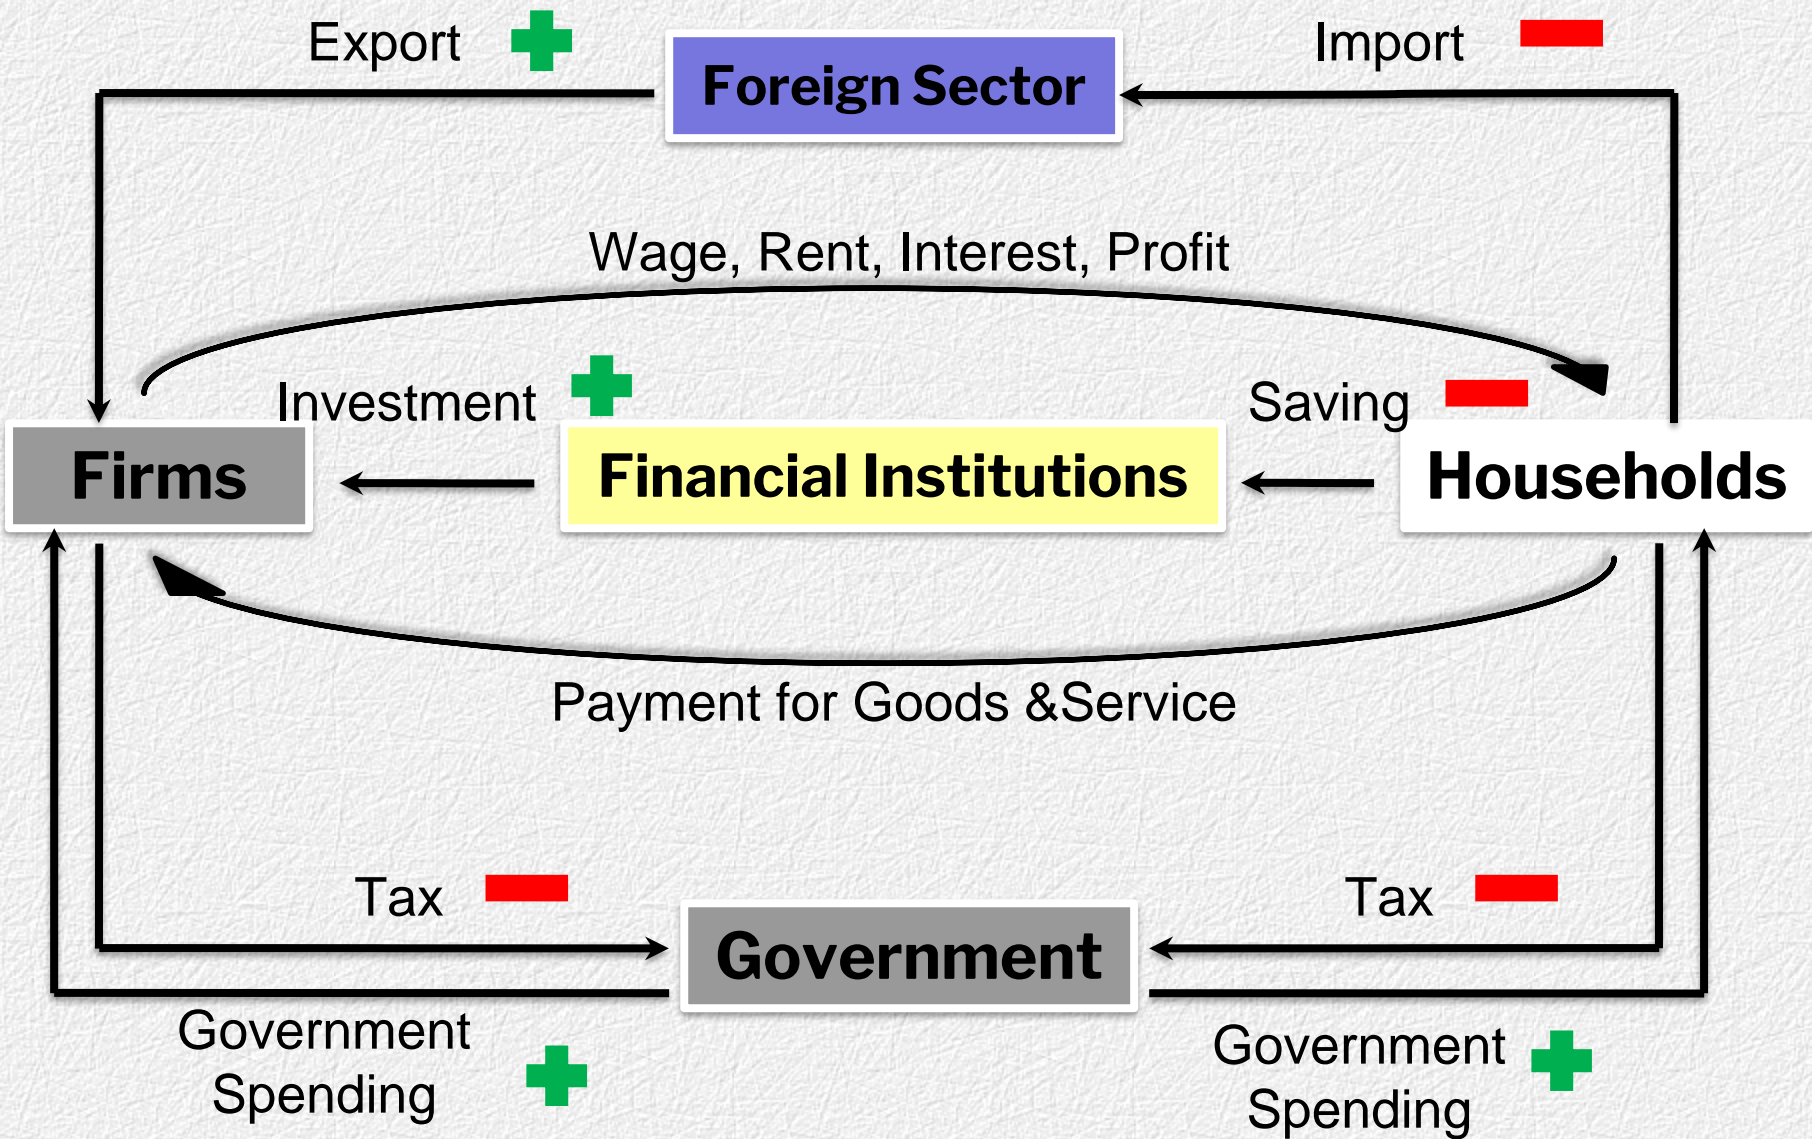 Export
Import
Foreign Sector
Wage, Rent, Interest, Profit
Investment
Saving
Firms
Financial Institutions
Households
Payment for Goods &Service
Tax
Tax
Government
Government
Spending
Government
Spending